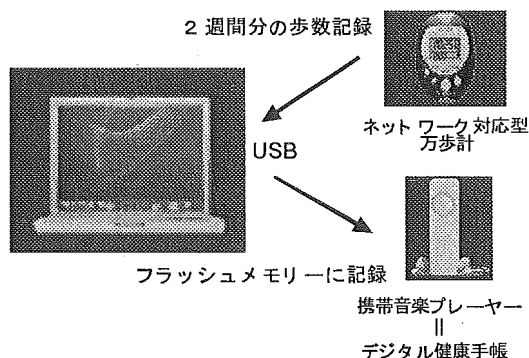 2 週間分の歩数記録
ネットワーク対応型
万歩計
USB
フラッシュメモリーに記録
携帯音楽プレーヤー
||
デジタル健康手帳